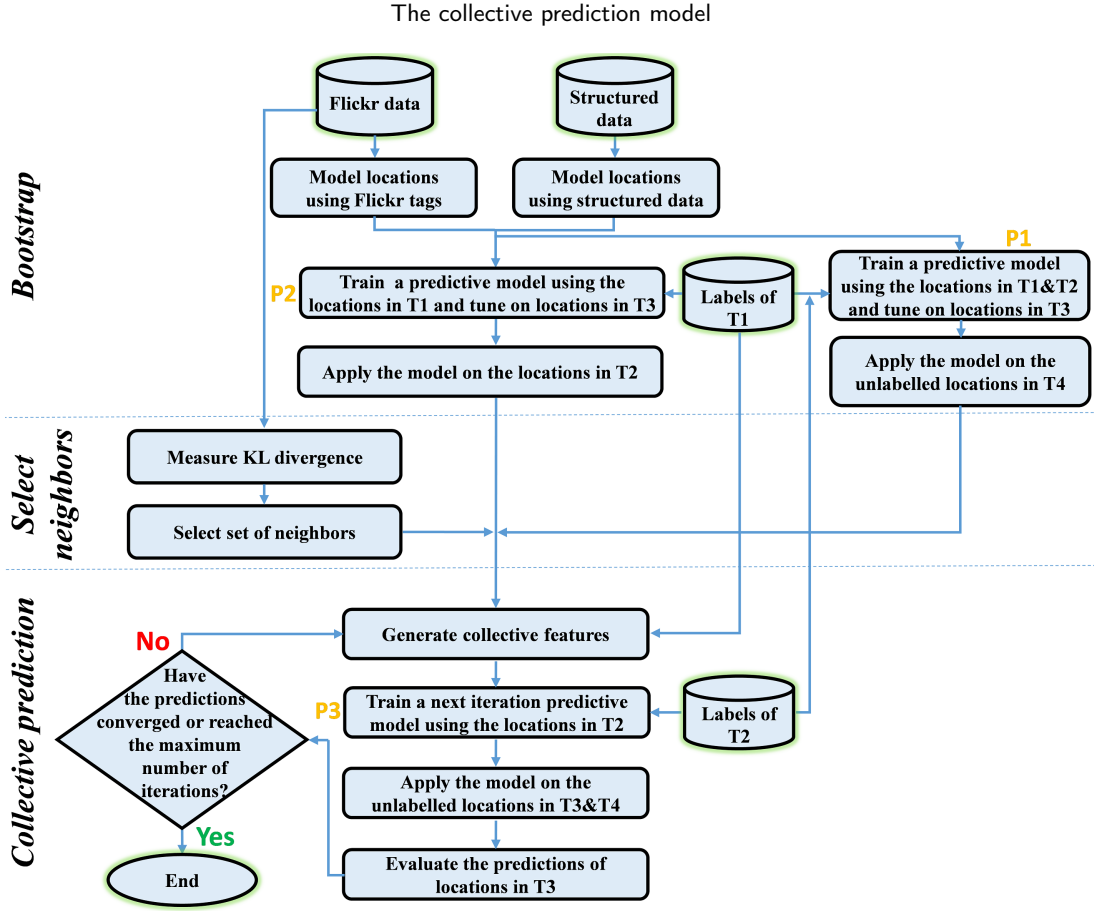 The collective prediction model
Bootstrap
Flickr data
Structured
data
Model locations
using Flickr tags
Model locations
using structured data
P1
P2
Train a predictive model using the
locations in T1 and tune on locations in T3
Labels of
T1
Train a predictive model
using the locations in T1&T2
and tune on locations in T3
Apply the model on the locations in T2
Apply the model on the
unlabelled locations in T4
Select
neighbors
Measure KL divergence
Select set of neighbors
Collective prediction
No
Generate collective features
Have
the predictions
converged or reached
the maximum
number of
iterations?
P3
Train a next iteration predictive
model using the locations in T2
Labels of
T2
Apply the model on the
unlabelled locations in T3&T4
Yes
Evaluate the predictions of
locations in T3
End